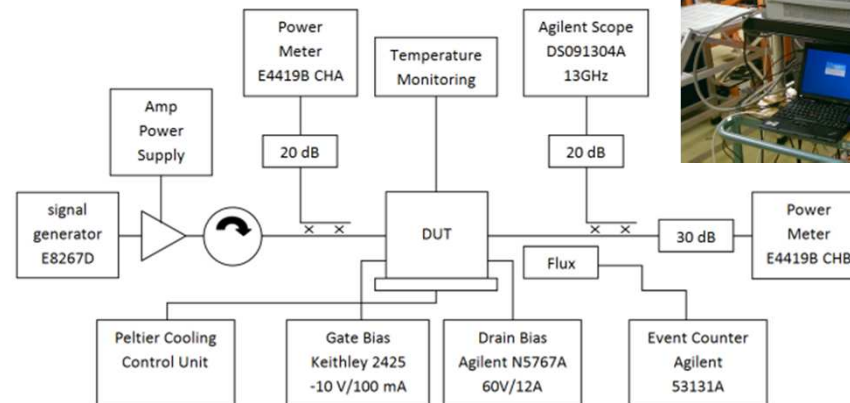 Power
Meter
E4419B CHA
Temperature
Monitoring
Agilent Scope
DS091304A
13GHz
Amp
Power
Supply
20 dB
20 dB
signal
generator
E8267D
DUT
Flux
30 dB
Power
Meter
E4419B CHB
Peltier Cooling
Control Unit
Gate Bias
Keithley 2425
-10 V/100 mA
Drain Bias
Agilent N5767A
60V/12A
Event Counter
Agilent
53131A